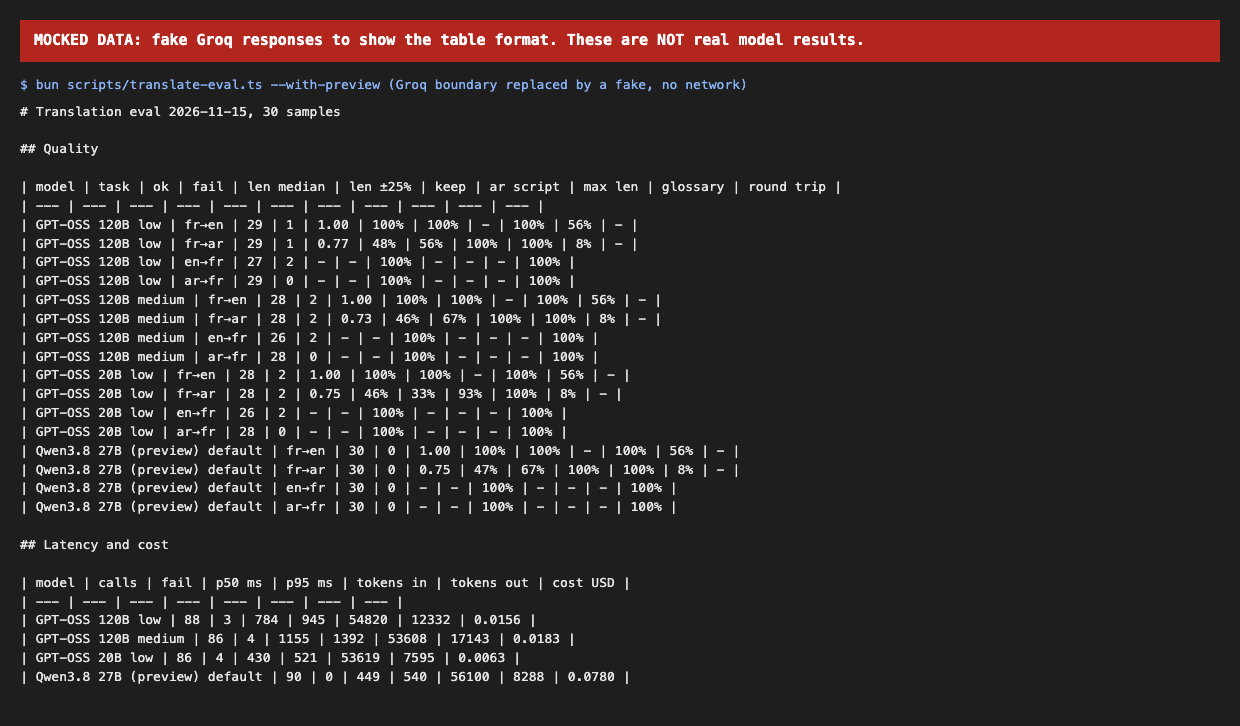 MOCKED DATA: fake Groq responses to show the table format. These are NOT real model results.
$ bun scripts/translate-eval.ts --with-preview (Groq boundary replaced by a fake, no network)
# Translation eval 2026-11-15, 30 samples
## Quality
| model | task | ok | fail | len median | len ±25% | keep | ar script | max len | glossary | round trip |
| --- | --- | --- | --- | --- | --- | --- | --- | --- | --- | --- |
| GPT-OSS 120B low | fr→en | 29 | 1 | 1.00 | 100% | 100% | - | 100% | 56% | - |
| GPT-OSS 120B low | fr→ar | 29 | 1 | 0.77 | 48% | 56% | 100% | 100% | 8% | - |
| GPT-OSS 120B low | en→fr | 27 | 2 | - | - | 100% | - | - | - | 100% |
| GPT-OSS 120B low | ar→fr | 29 | 0 | - | - | 100% | - | - | - | 100% |
| GPT-OSS 120B medium | fr→en | 28 | 2 | 1.00 | 100% | 100% | - | 100% | 56% | - |
| GPT-OSS 120B medium | fr→ar | 28 | 2 | 0.73 | 46% | 67% | 100% | 100% | 8% | - |
| GPT-OSS 120B medium | en→fr | 26 | 2 | - | - | 100% | - | - | - | 100% |
| GPT-OSS 120B medium | ar→fr | 28 | 0 | - | - | 100% | - | - | - | 100% |
| GPT-OSS 20B low | fr→en | 28 | 2 | 1.00 | 100% | 100% | - | 100% | 56% | - |
| GPT-OSS 20B low | fr→ar | 28 | 2 | 0.75 | 46% | 33% | 93% | 100% | 8% | - |
| GPT-OSS 20B low | en→fr | 26 | 2 | - | - | 100% | - | - | - | 100% |
| GPT-OSS 20B low | ar→fr | 28 | 0 | - | - | 100% | - | - | - | 100% |
| Qwen3.8 27B (preview) default | fr→en | 30 | 0 | 1.00 | 100% | 100% | - | 100% | 56% | - |
| Qwen3.8 27B (preview) default | fr→ar | 30 | 0 | 0.75 | 47% | 67% | 100% | 100% | 8% | - |
| Qwen3.8 27B (preview) default | en→fr | 30 | 0 | - | - | 100% | - | - | - | 100% |
| Qwen3.8 27B (preview) default | ar→fr | 30 | 0 | - | - | 100% | - | - | - | 100% |
## Latency and cost
| model | calls | fail | p50 ms | p95 ms | tokens in | tokens out | cost USD |
| --- | --- | --- | --- | --- | --- | --- | --- |
| GPT-OSS 120B low | 88 | 3 | 784 | 945 | 54820 | 12332 | 0.0156 |
| GPT-OSS 120B medium | 86 | 4 | 1155 | 1392 | 53608 | 17143 | 0.0183 |
| GPT-OSS 20B low | 86 | 4 | 430 | 521 | 53619 | 7595 | 0.0063 |
| Qwen3.8 27B (preview) default | 90 | 0 | 449 | 540 | 56100 | 8288 | 0.0780 |